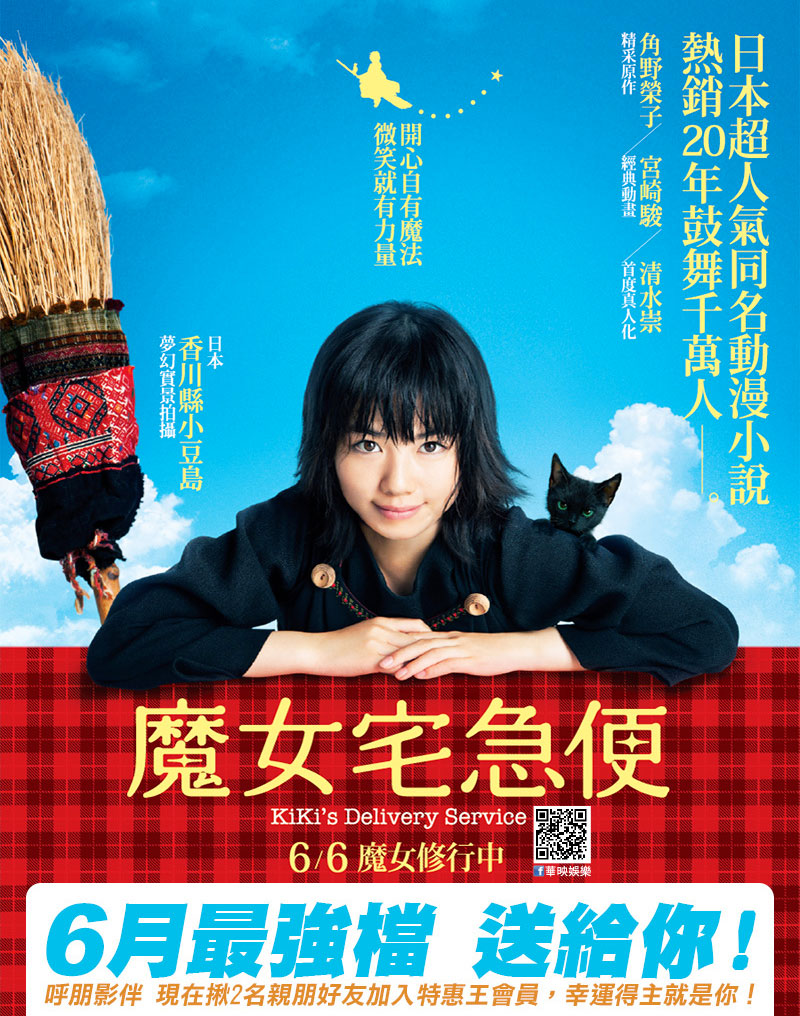 日本超人氣同名動漫小說
熱銷20年鼓舞千萬人——。
角野榮子／宮崎駿／清水崇
精采原作 經典動畫 首度真人化
開心自有魔法
微笑就有力量
日本
香川縣小豆島
夢幻實景拍攝
魔女宅急便
KiKi's Delivery Service
6/6 魔女修行中
f 華映娛樂
6月最強檔 送給你！
呼朋影伴 現在揪2名親朋好友加入特惠王會員，幸運得主就是你！